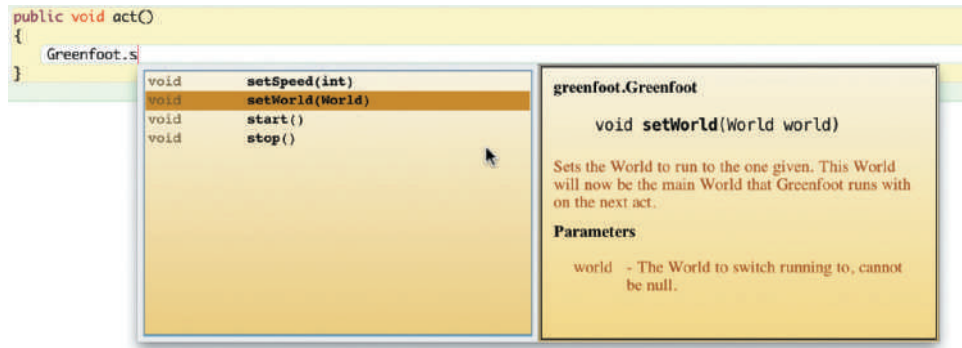 public void act()
{
Greenfoot.s
}
void setSpeed(int)
void setWorld(World)
void start()
void stop()
greenfoot.Greenfoot
void setWorld(World world)
Sets the World to run to the one given. This World
will now be the main World that Greenfoot runs with
on the next act.
Parameters
world - The World to switch running to, cannot
be null.